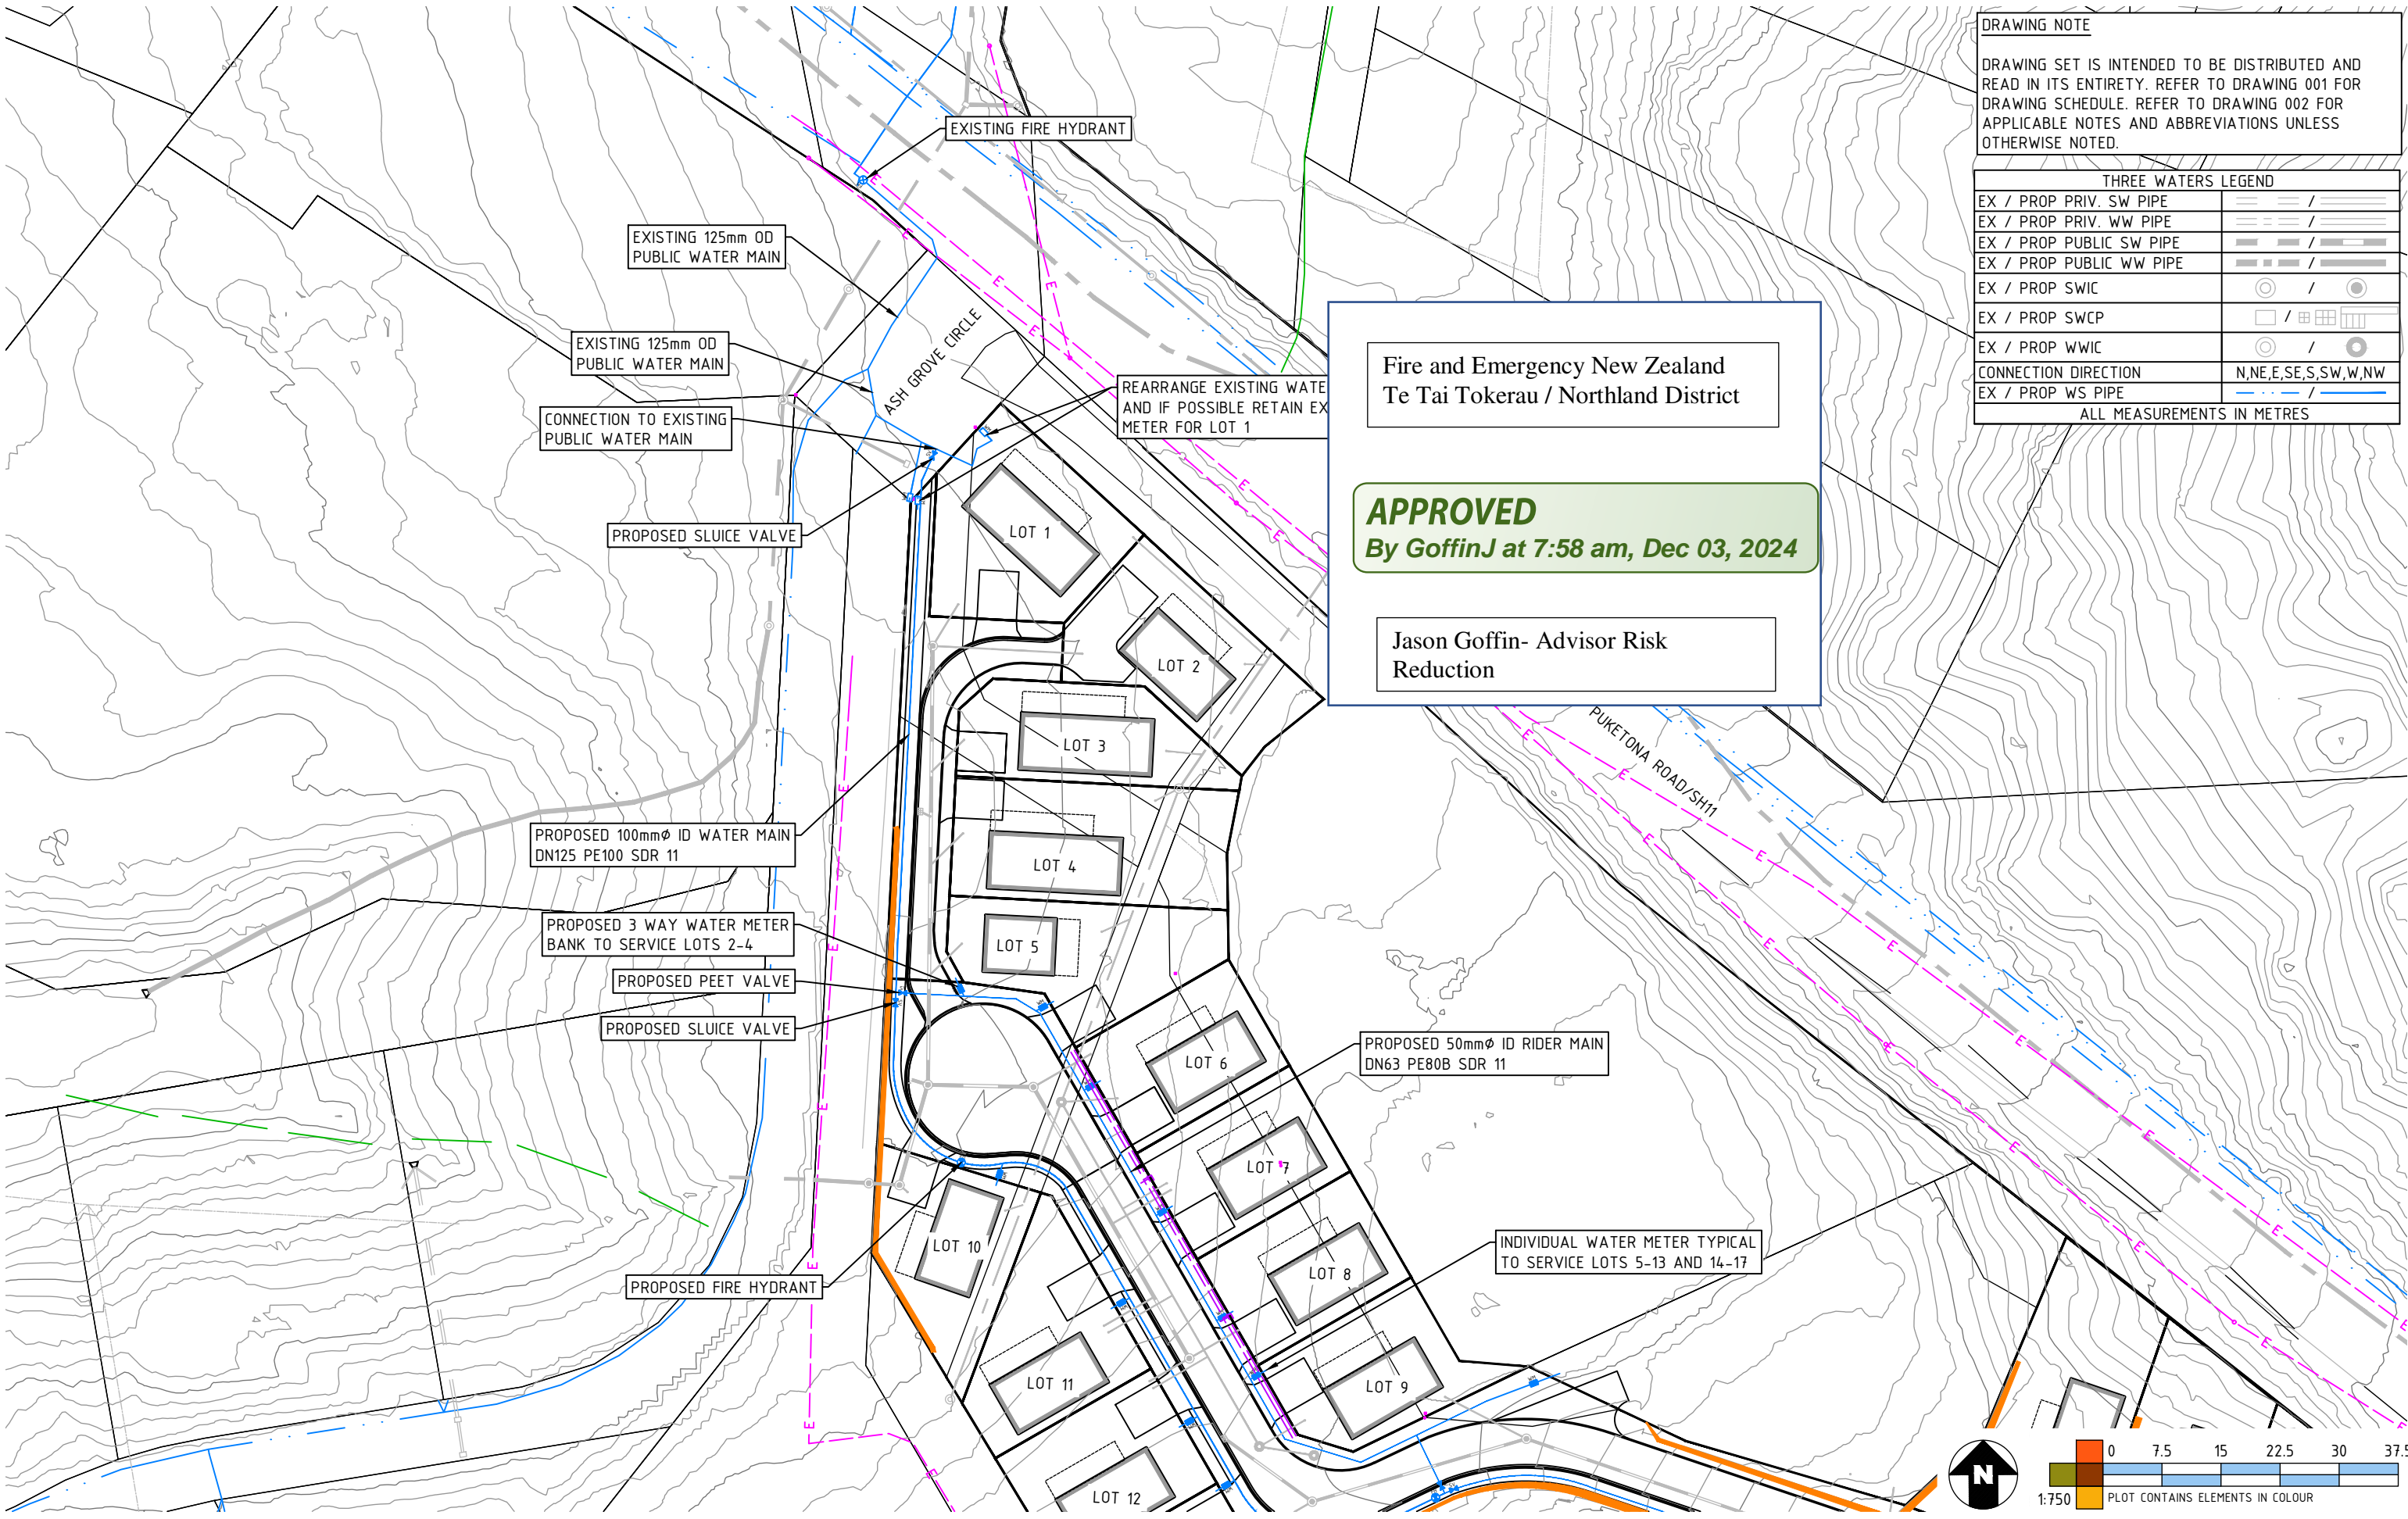 DRAWING NOTE
DRAWING SET IS INTENDED TO BE DISTRIBUTED AND
READ IN ITS ENTIRETY. REFER TO DRAWING 001 FOR
DRAWING SCHEDULE. REFER TO DRAWING 002 FOR
APPLICABLE NOTES AND ABBREVIATIONS UNLESS
OTHERWISE NOTED.
THREE WATERS LEGEND
EX / PROP PRIV. SW PIPE /
EX / PROP PRIV. WW PIPE /
EX / PROP PUBLIC SW PIPE /
EX / PROP PUBLIC WW PIPE /
EX / PROP SWIC /
EX / PROP SWCP /
EX / PROP WWIC /
CONNECTION DIRECTION N,NE,E,SE,S,SW,W,NW
EX / PROP WS PIPE /
ALL MEASUREMENTS IN METRES
EXISTING FIRE HYDRANT
EXISTING 125mm OD
PUBLIC WATER MAIN
EXISTING 125mm OD
PUBLIC WATER MAIN
ASH GROVE CIRCLE
CONNECTION TO EXISTING
PUBLIC WATER MAIN
REARRANGE EXISTING WATE
AND IF POSSIBLE RETAIN EX
METER FOR LOT 1
Fire and Emergency New Zealand
Te Tai Tokerau / Northland District
APPROVED
By GoffinJ at 7:58 am, Dec 03, 2024
Jason Goffin- Advisor Risk
Reduction
PROPOSED SLUICE VALVE
LOT 1
LOT 2
LOT 3
PUKETONA ROAD/SH11
PROPOSED 100mmØ ID WATER MAIN
DN125 PE100 SDR 11
LOT 4
PROPOSED 3 WAY WATER METER
BANK TO SERVICE LOTS 2-4
LOT 5
PROPOSED PEET VALVE
PROPOSED SLUICE VALVE
PROPOSED 50mmØ ID RIDER MAIN
DN63 PE80B SDR 11
LOT 6
LOT 7
LOT 10
INDIVIDUAL WATER METER TYPICAL
TO SERVICE LOTS 5-13 AND 14-17
LOT 8
PROPOSED FIRE HYDRANT
LOT 11
LOT 9
LOT 12
N
0 7.5 15 22.5 30 37.5
1:750 PLOT CONTAINS ELEMENTS IN COLOUR